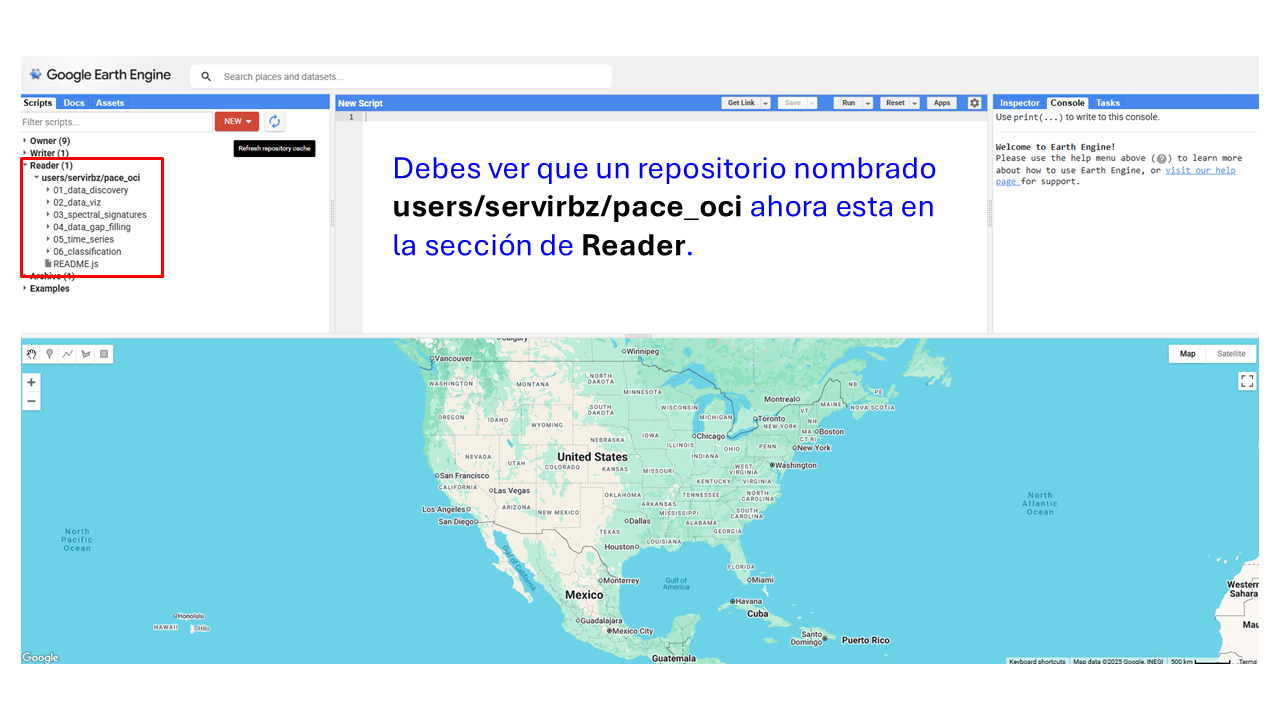 Google Earth Engine
Search places and datasets...
Scripts Docs Assets
Filter scripts...
NEW
Refresh repository cache
Owner (9)
Writer (1)
Reader (1)
users/servirbz/pace_oci
01_data_discovery
02_data_viz
03_spectral_signatures
04_data_gap_filling
05_time_series
06_classification
README.js
Archive (1)
Examples
New Script
Get Link Save Run Reset Apps
1
Debes ver que un repositorio nombrado
users/servirbz/pace_oci ahora esta en
la sección de Reader.
Inspector Console Tasks
Use print(...) to write to this console.
Welcome to Earth Engine!
Please use the help menu above (?) to learn more
about how to use Earth Engine, or visit our help
page for support.
Map Satellite
Calgary
Vancouver
Winnipeg
WASHINGTON
MONTANA
NORTH
DAKOTA
MINNESOTA
NB
PE
Montreal
MAINE
NOVA SCOTIA
OREGON
IDAHO
WYOMING
SOUTH
DAKOTA
WISCONSIN
MICHIGAN
Toronto
VT
NH
NEW YORK
MA
Boston
CT RI
NEBRASKA
IOWA
Chicago
ILLINOIS
INDIANA
OHIO
PENN
New York
NEVADA
UTAH
COLORADO
United States
KANSAS
MISSOURI
WEST
VIRGINIA
Washington
San Francisco
CALIFORNIA
Las Vegas
KENTUCKY
VIRGINIA
Los Angeles
ARIZONA
NEW MEXICO
OKLAHOMA
ARKANSAS
TENNESSEE
NORTH
CAROLINA
San Diego
Dallas
MISSISSIPPI
ALABAMA
SOUTH
CAROLINA
TEXAS
LOUISIANA
GEORGIA
Houston
North
Pacific
Ocean
North
Atlantic
Ocean
Gulf of California
FLORIDA
Monterrey
Gulf of
America
Miami
Mexico
Havana
Cuba
Western
Sahara
Honolulu
HAWAII
Hilo
Guadalajara
Mexico City
Santo
Domingo
Puerto Rico
Mau
Guatemala
Google
Keyboard shortcuts Map data ©2025 Google, INEGI 500 km Terms